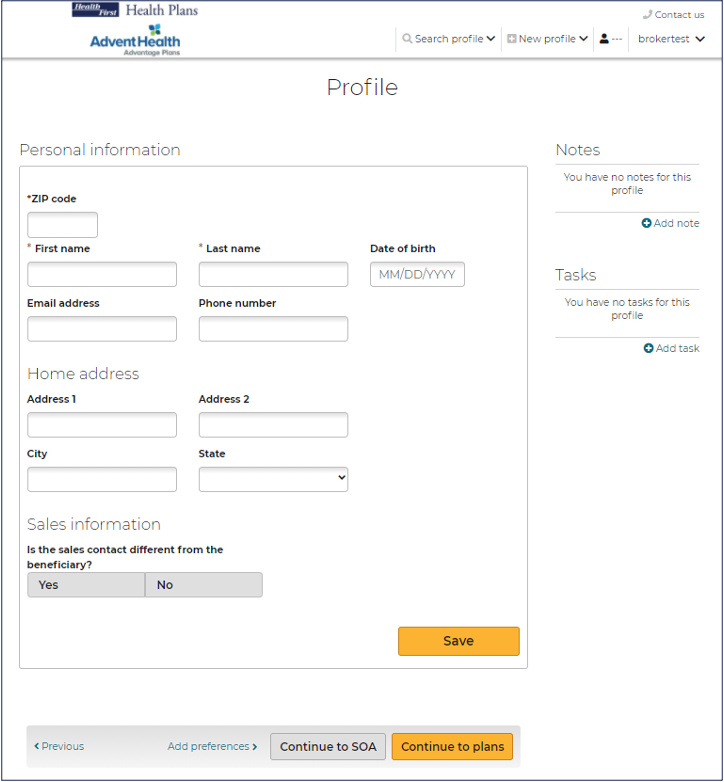 Health First Health Plans
Contact us
AdventHealth
Advantage Plans
Search profile
New profile
---
brokertest
Profile
Personal information
Notes
You have no notes for this
profile
*ZIP code
Add note
* First name
* Last name
Date of birth
MM/DD/YYYY
Tasks
Email address
Phone number
You have no tasks for this
profile
Add task
Home address
Address 1
Address 2
City
State
Sales information
Is the sales contact different from the
beneficiary?
Yes
No
Save
Previous
Add preferences
Continue to SOA
Continue to plans